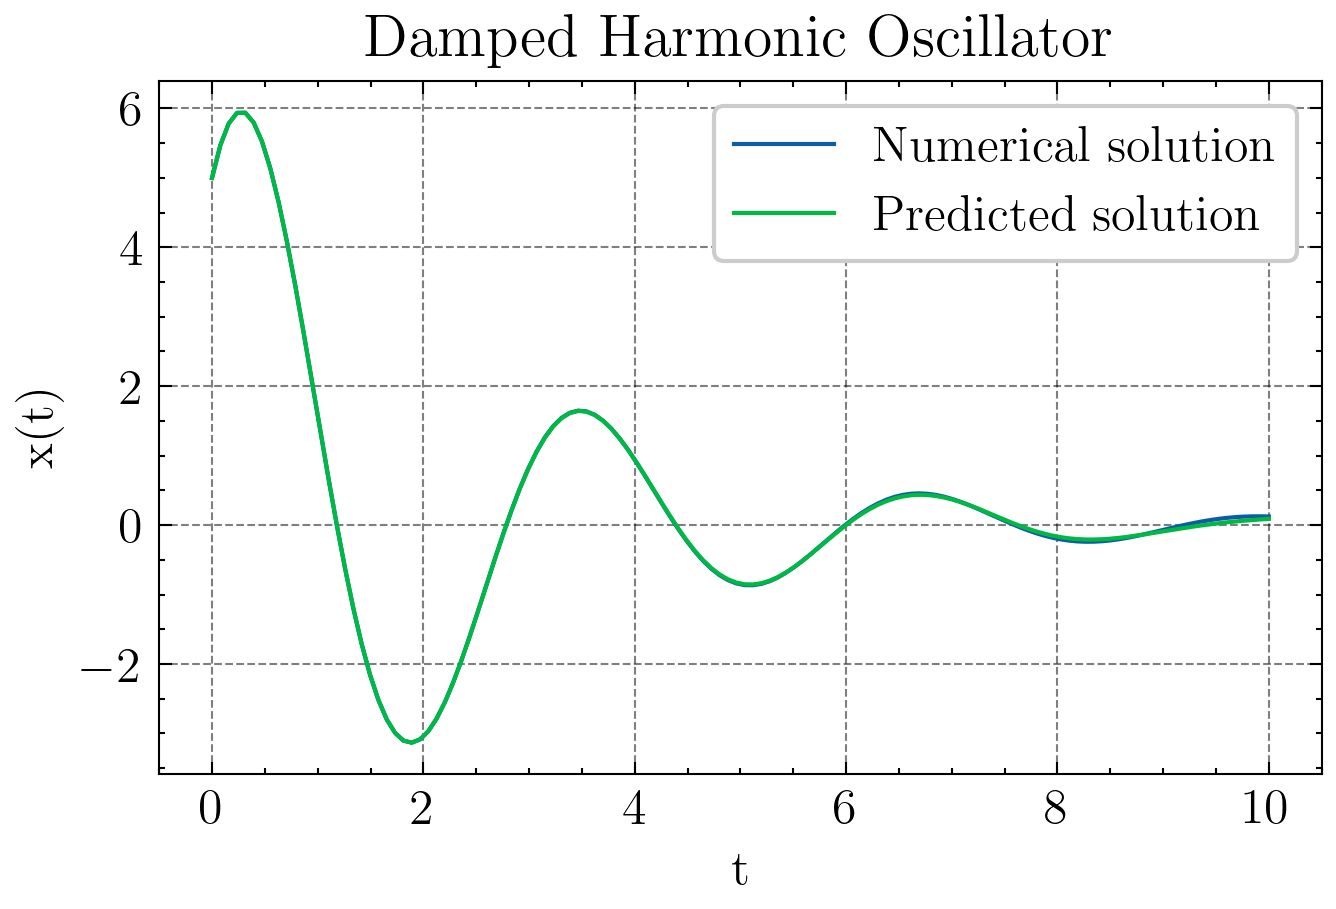 Damped Harmonic Oscillator
6
4
2
0
−2
x(t)
Numerical solution
Predicted solution
0 2 4 6 8 10
t